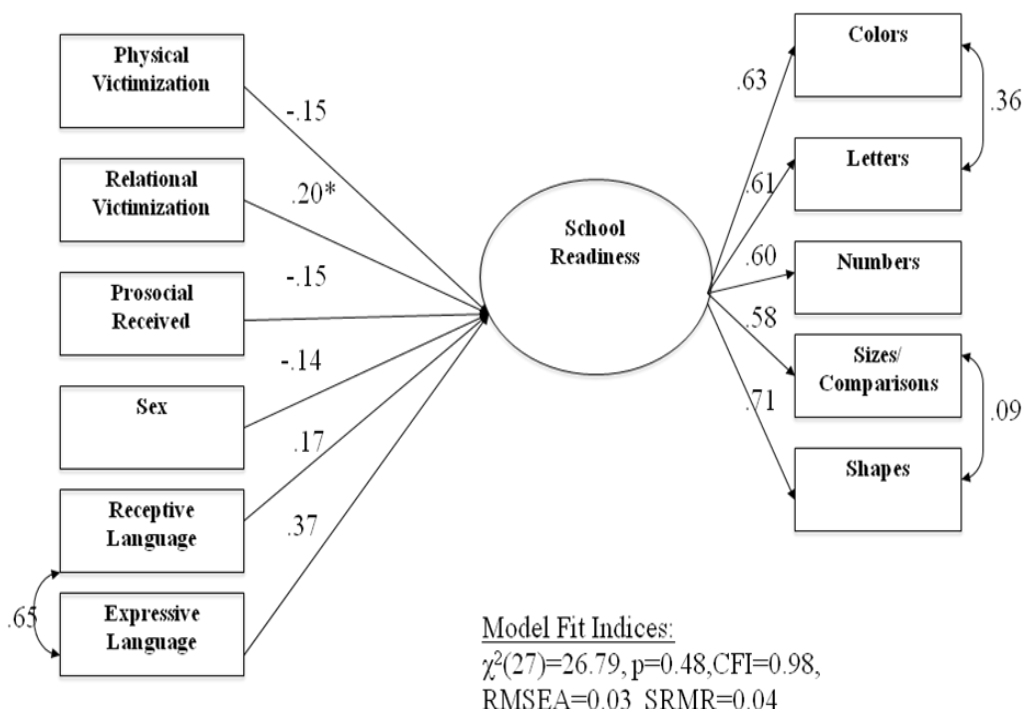 Physical
Victimization
-.15
Relational
Victimization
.20*
Prosocial
Received
-.15
Sex
-.14
Receptive
Language
.17
Expressive
Language
.37
.65
School
Readiness
.63
Colors
.36
.61
Letters
.60
Numbers
.58
Sizes/
Comparisons
.09
.71
Shapes
Model Fit Indices:
χ²(27)=26.79, p=0.48,CFI=0.98,
RMSEA=0.03 SRMR=0.04